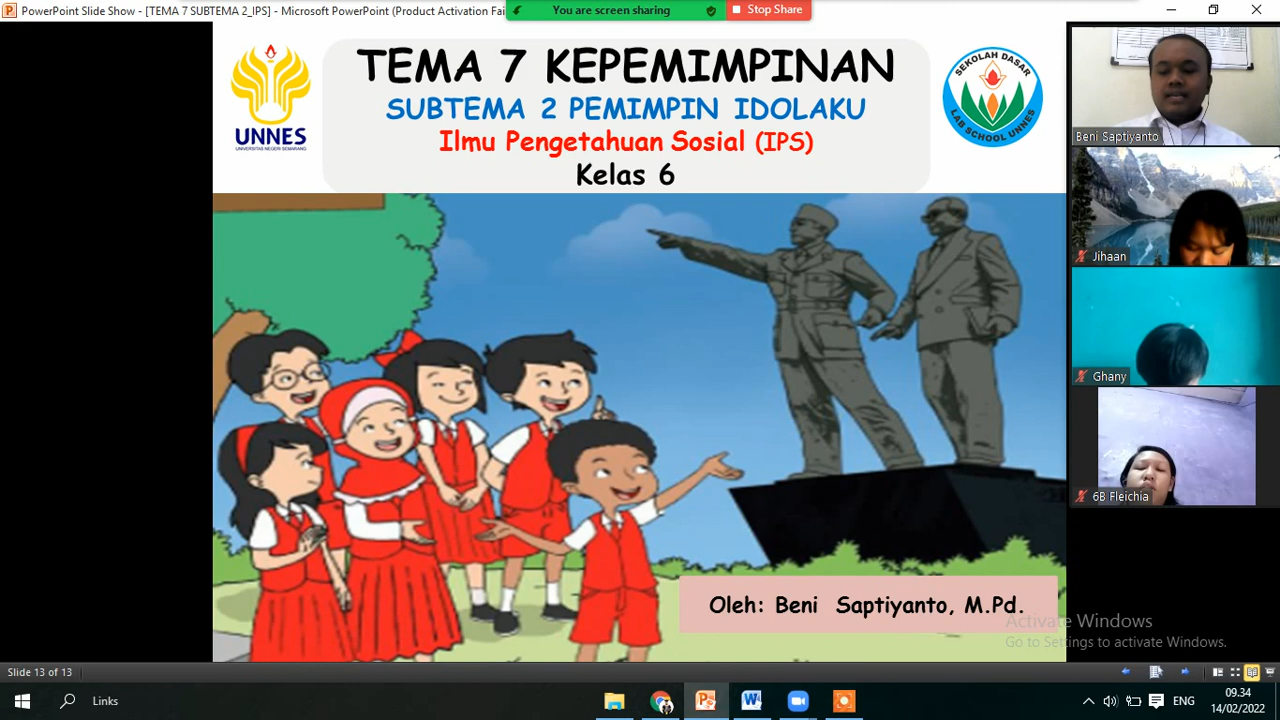 PowerPoint Slide Show - [TEMA 7 SUBTEMA 2_IPS] - Microsoft PowerPoint (Product Activation Fai
You are screen sharing
Stop Share
UNNES
UNIVERSITAS NEGERI SEMARANG
TEMA 7 KEPEMIMPINAN
SUBTEMA 2 PEMIMPIN IDOLAKU
Ilmu Pengetahuan Sosial (IPS)
Kelas 6
SEKOLAH DASAR
LAB SCHOOL UNNES
Beni Saptiyanto
Jihaan
Ghany
6B Fleichia
Oleh: Beni Saptiyanto, M.Pd.
Activate Windows
Go to Settings to activate Windows.
Slide 13 of 13
Links
ENG
09.34
14/02/2022